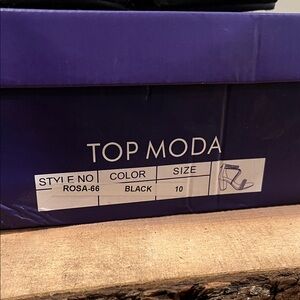 TOP MODA
STYLE NO COLOR SIZE
ROSA-66 BLACK 10